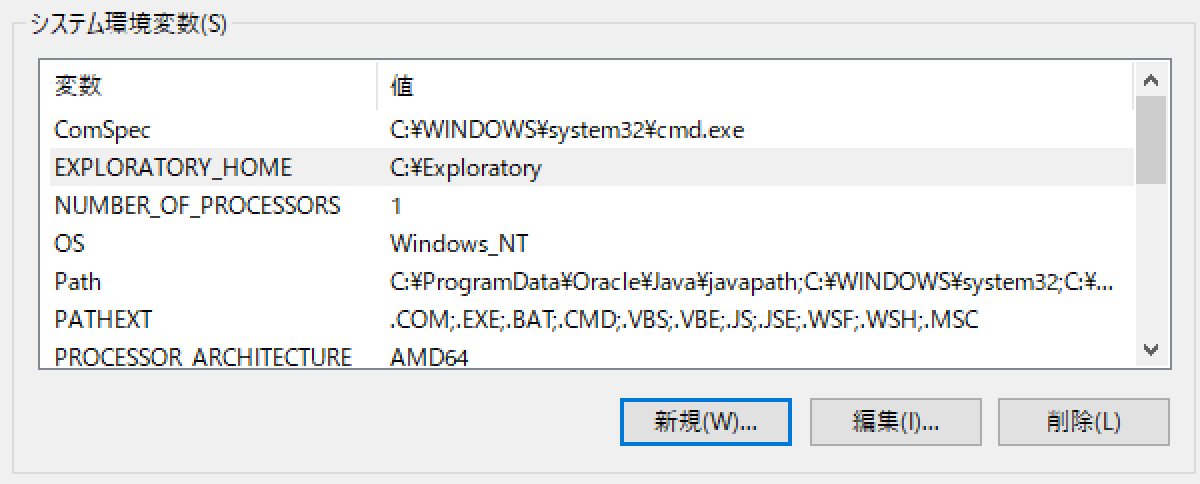 システム環境変数(S)
変数 値
ComSpec C:¥WINDOWS¥system32¥cmd.exe
EXPLORATORY_HOME C:¥Exploratory
NUMBER_OF_PROCESSORS 1
OS Windows_NT
Path C:¥ProgramData¥Oracle¥Java¥javapath;C:¥WINDOWS¥system32;C:¥...
PATHEXT .COM;.EXE;.BAT;.CMD;.VBS;.VBE;.JS;.JSE;.WSF;.WSH;.MSC
PROCESSOR_ARCHITECTURE AMD64
新規(W)... 編集(I)... 削除(L)